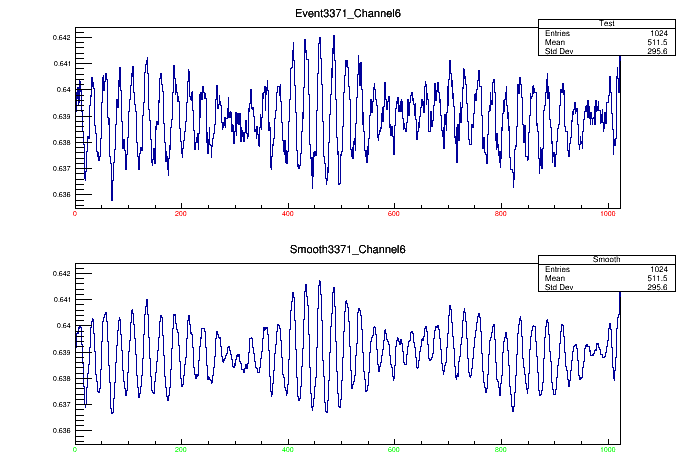 Event3371_Channel6
Test
Entries 1024
Mean 511.5
Std Dev 295.6
0.642
0.641
0.64
0.639
0.638
0.637
0.636
0 200 400 600 800 1000
Smooth3371_Channel6
Smooth
Entries 1024
Mean 511.5
Std Dev 295.6
0.642
0.641
0.64
0.639
0.638
0.637
0.636
0 200 400 600 800 1000